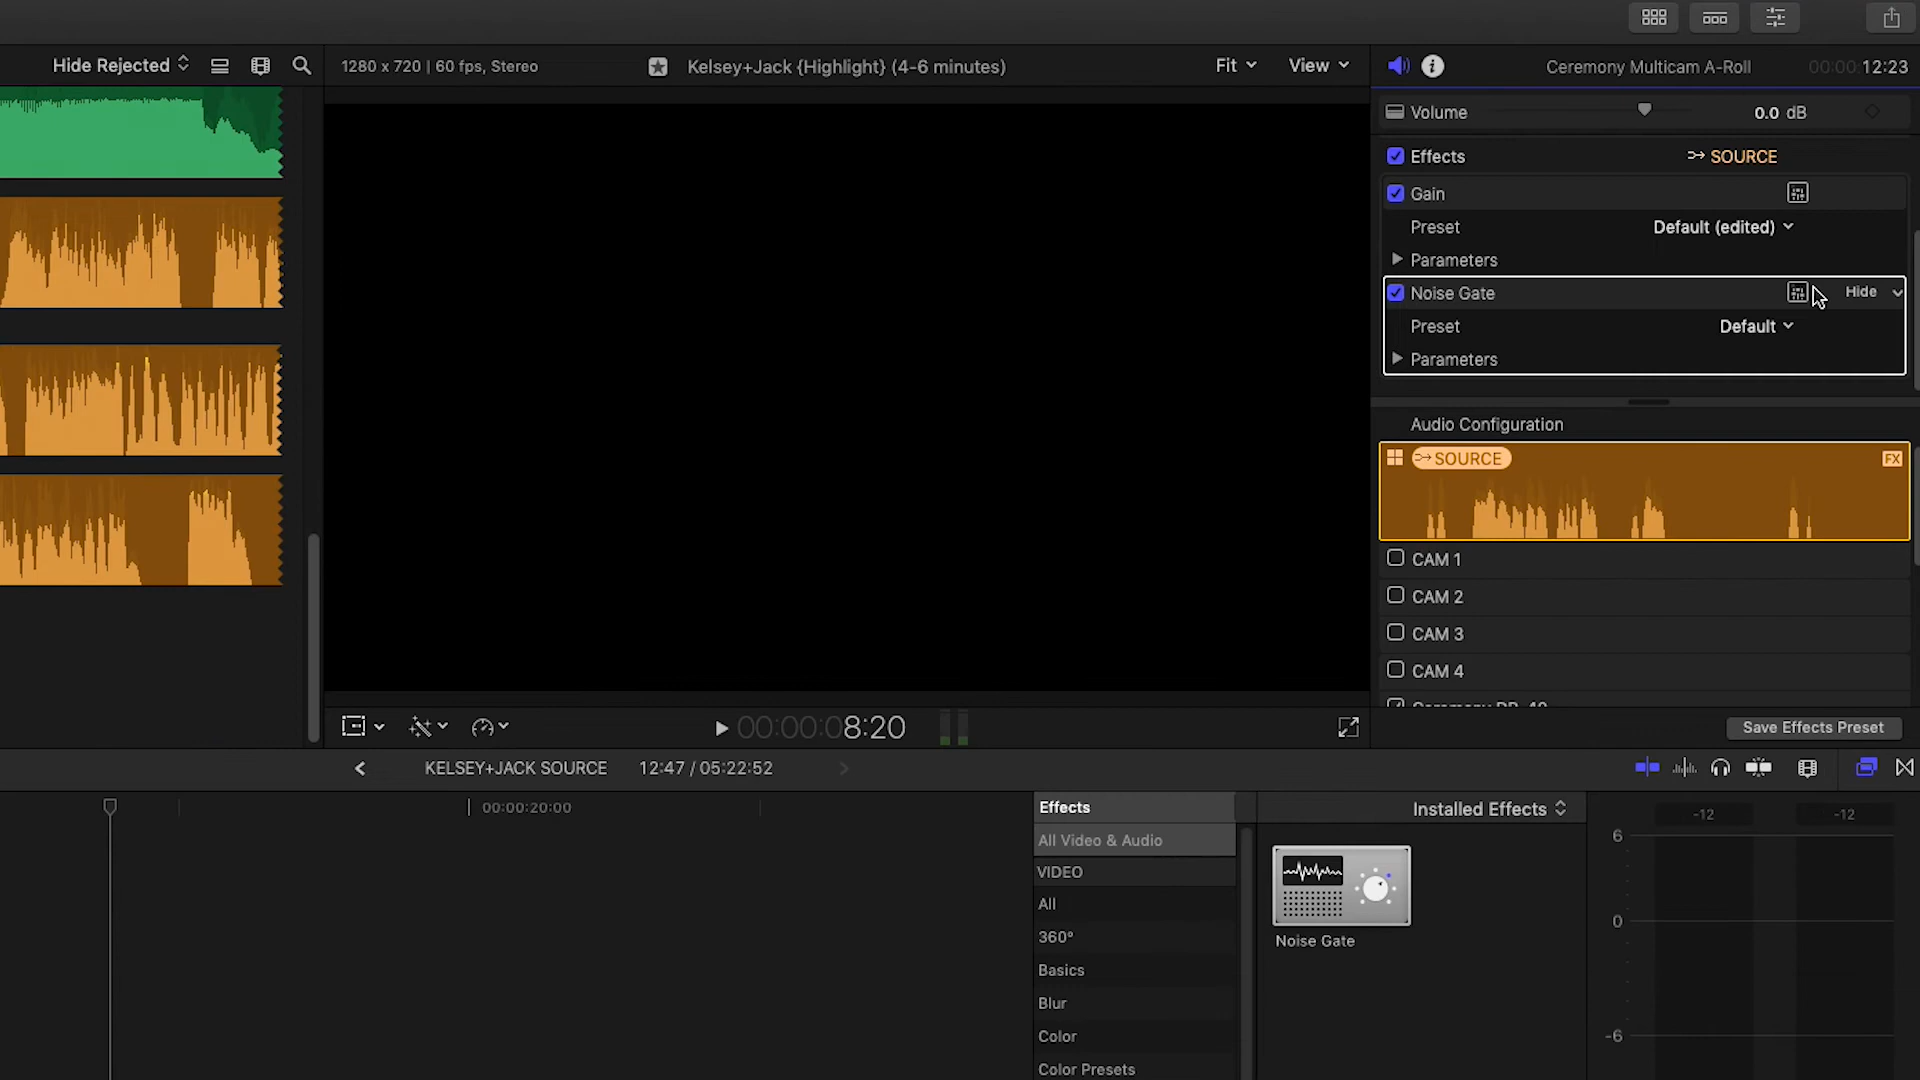 Hide Rejected
1280 x 720 | 60 fps, Stereo
Kelsey+Jack {Highlight} (4-6 minutes)
Fit
View
Ceremony Multicam A-Roll
00:00:12:23
Volume
0.0 dB
Effects
SOURCE
Gain
Preset
Default (edited)
Parameters
Noise Gate
Hide
Preset
Default
Parameters
Audio Configuration
SOURCE
FX
CAM 1
CAM 2
CAM 3
CAM 4
00:00:08:20
Save Effects Preset
KELSEY+JACK SOURCE
12:47 / 05:22:52
00:00:20:00
Effects
Installed Effects
All Video & Audio
VIDEO
All
360°
Basics
Blur
Color
Color Presets
Noise Gate
-12
-12
6
0
-6